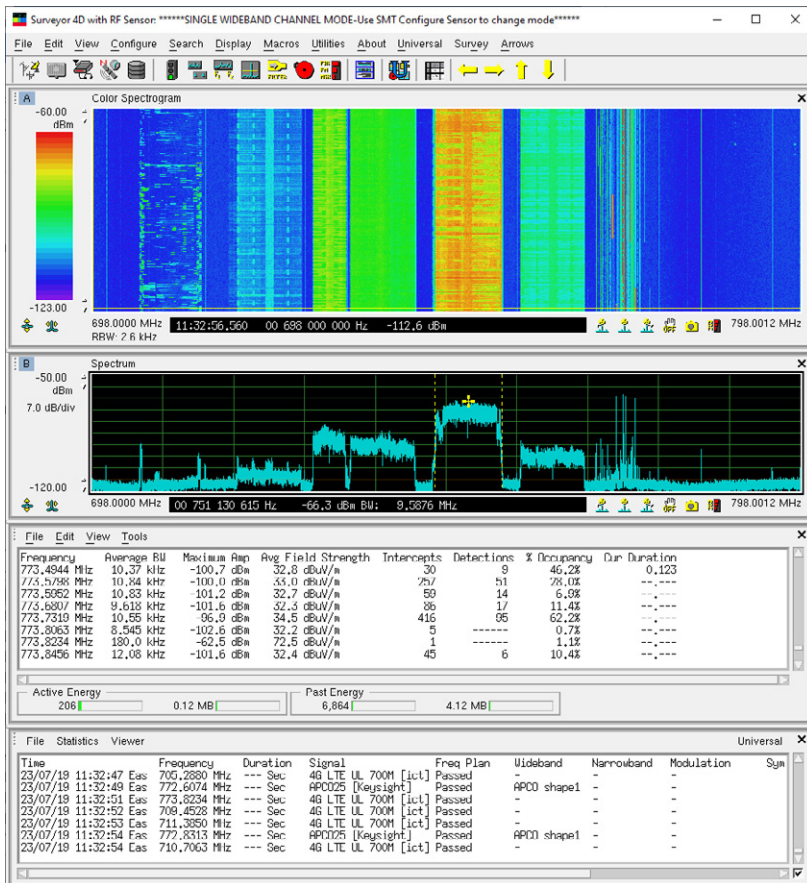 Surveyor 4D with RF Sensor: ******SINGLE WIDEBAND CHANNEL MODE-Use SMT Configure Sensor to change mode******
File Edit View Configure Search Display Macros Utilities About Universal Survey Arrows
A Color Spectrogram
-60.00
dBm
-123.00
698.0000 MHz 11:32:56.560 00 698 000 000 Hz -112.6 dBm 798.0012 MHz
RBW: 2.6 kHz
B Spectrum
-50.00
dBm
7.0 dB/div
-120.00
698.0000 MHz 00 751 130 615 Hz -66.3 dBm BW: 9.5876 MHz 798.0012 MHz
File Edit View Tools
Frequency Average BW Maximum Amp Avg Field Strength Intercepts Detections % Occupancy Cur Duration
773.4944 MHz 10.37 kHz -100.7 dBm 32.8 dBuV/m 30 9 46.2% 0.123
773.5798 MHz 10.84 kHz -100.0 dBm 33.0 dBuV/m 257 51 28.0% --.---
773.5952 MHz 10.83 kHz -101.2 dBm 32.7 dBuV/m 59 14 6.9% --.---
773.6807 MHz 9.618 kHz -101.6 dBm 32.3 dBuV/m 86 17 11.4% --.---
773.7319 MHz 10.55 kHz -96.9 dBm 34.5 dBuV/m 416 95 62.2% --.---
773.8063 MHz 8.545 kHz -102.6 dBm 32.2 dBuV/m 5 ------ 0.7% --.---
773.8234 MHz 180.0 kHz -62.5 dBm 72.5 dBuV/m 1 ------ 1.1% --.---
773.8456 MHz 12.08 kHz -101.6 dBm 32.4 dBuV/m 45 6 10.4% --.---
Active Energy Past Energy
206 0.12 MB 6,864 4.12 MB
File Statistics Viewer Universal
Time Frequency Duration Signal Freq Plan Wideband Narrowband Modulation Sym
23/07/19 11:32:47 Eas 705.2880 MHz --- Sec 4G LTE UL 700M [ict] Passed - - -
23/07/19 11:32:49 Eas 772.6074 MHz --- Sec APCO25 [Keysight] Passed APCO shape1 - -
23/07/19 11:32:51 Eas 773.8234 MHz --- Sec 4G LTE UL 700M [ict] Passed - - -
23/07/19 11:32:52 Eas 709.4528 MHz --- Sec 4G LTE UL 700M [ict] Passed - - -
23/07/19 11:32:53 Eas 711.3850 MHz --- Sec 4G LTE UL 700M [ict] Passed - - -
23/07/19 11:32:54 Eas 772.8313 MHz --- Sec APCO25 [Keysight] Passed APCO shape1 - -
23/07/19 11:32:54 Eas 710.7063 MHz --- Sec 4G LTE UL 700M [ict] Passed - - -